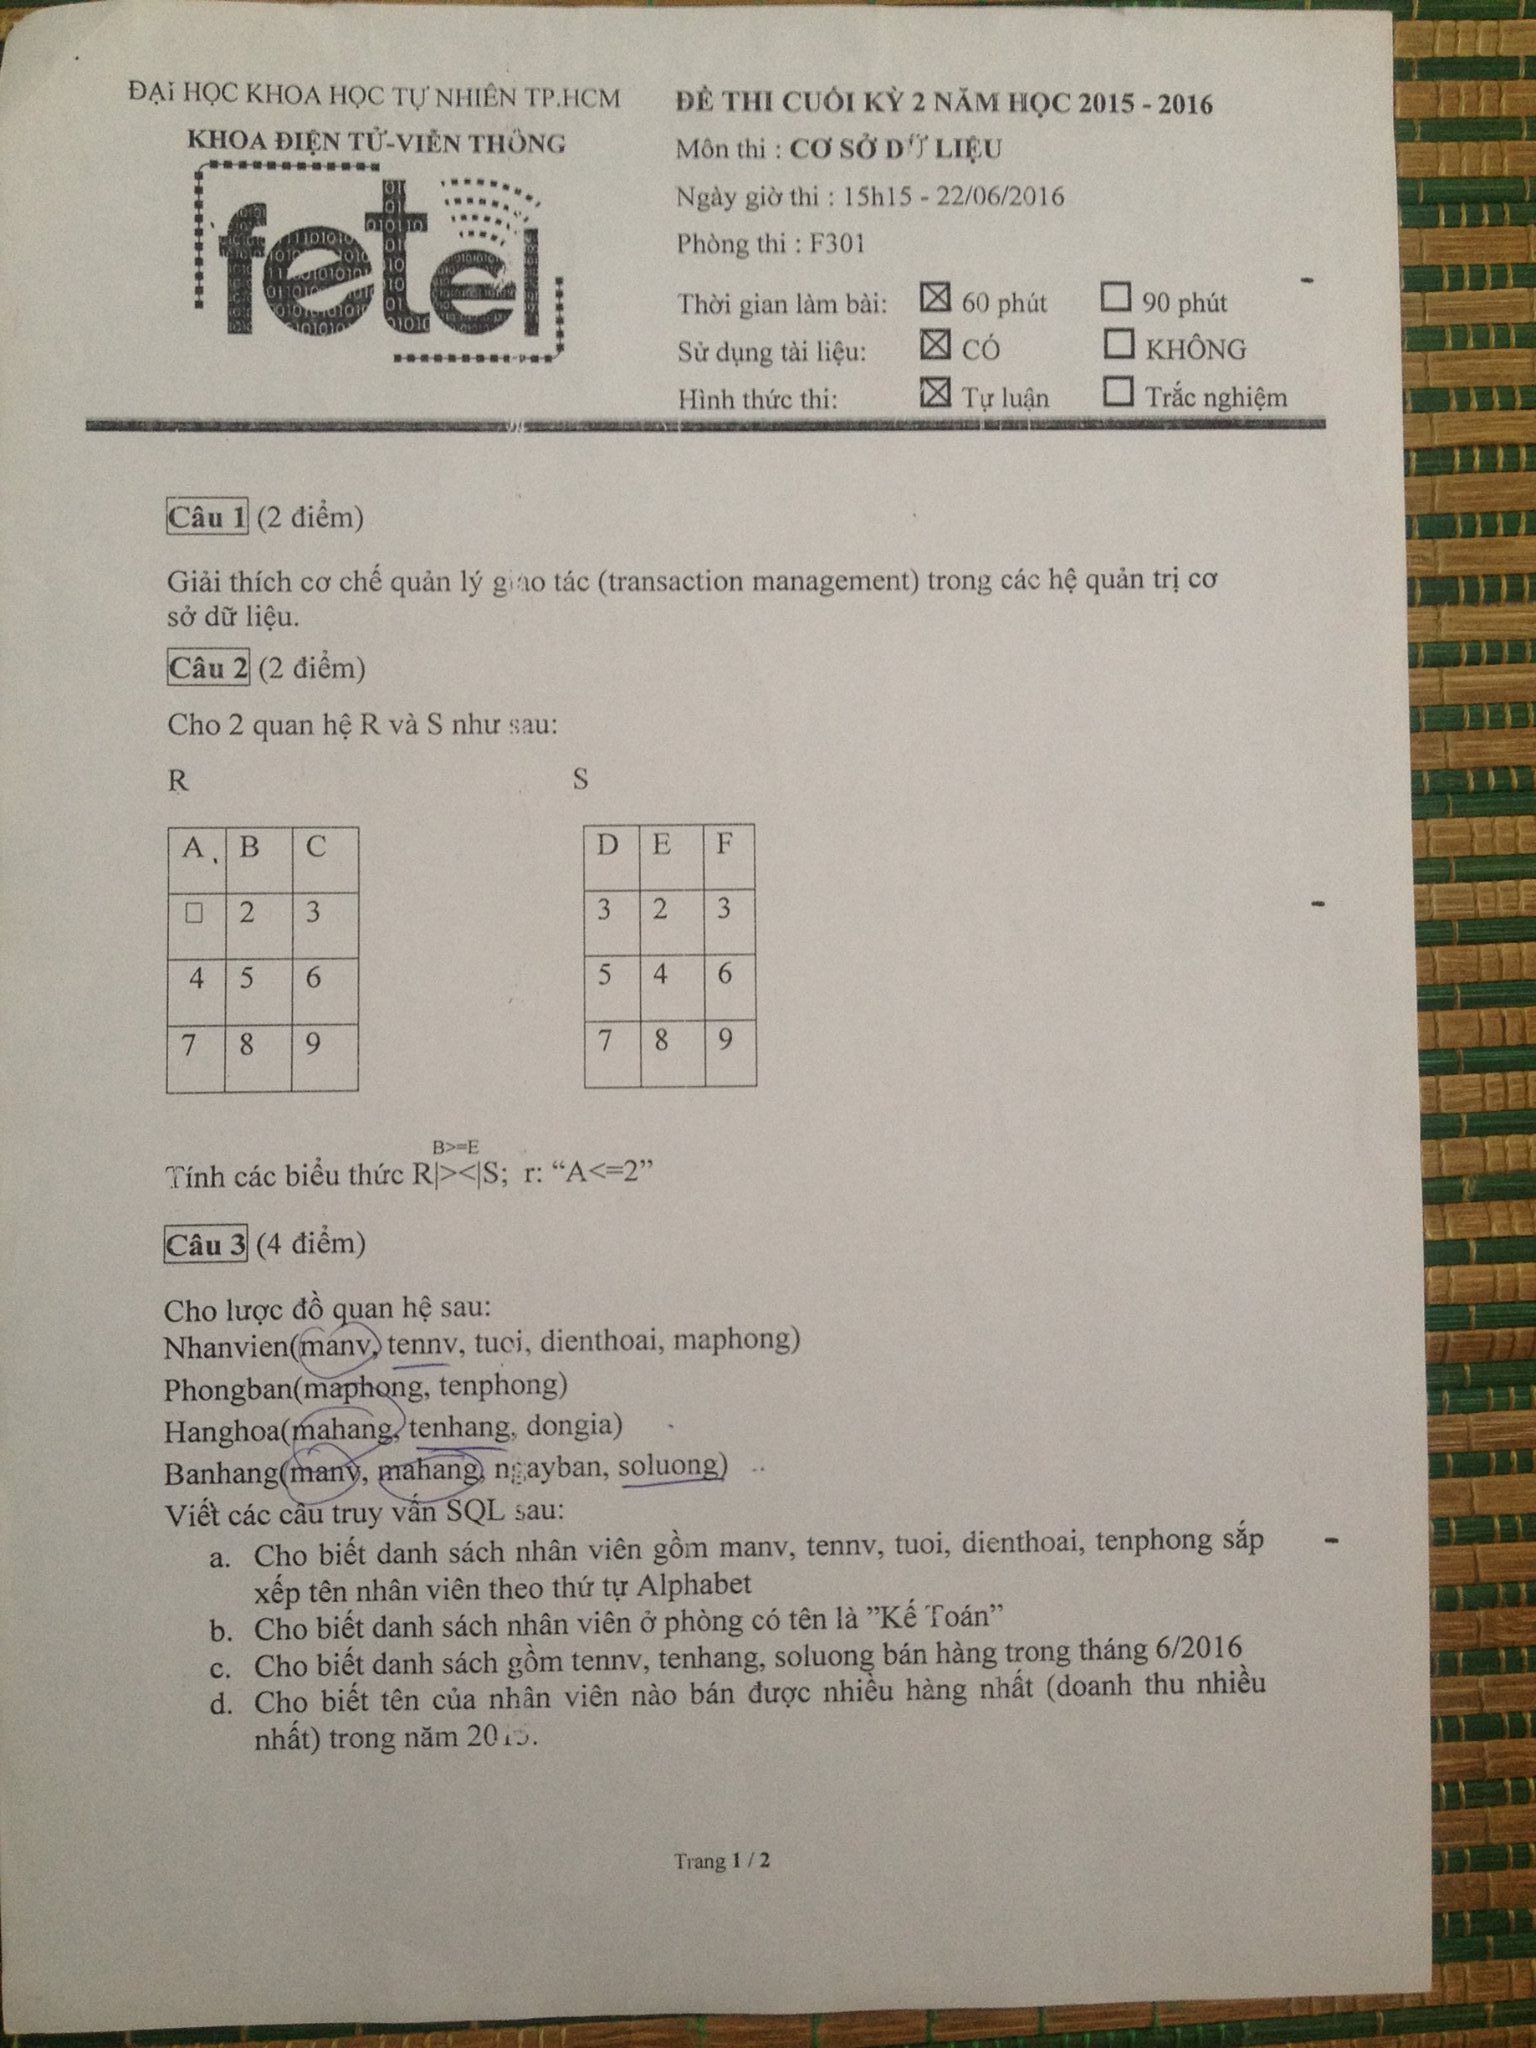 ĐẠI HỌC KHOA HỌC TỰ NHIÊN TP.HCM
KHOA ĐIỆN TỬ-VIỄN THÔNG
fetel
ĐỀ THI CUỐI KỲ 2 NĂM HỌC 2015 - 2016
Môn thi : CƠ SỞ DỮ LIỆU
Ngày giờ thi : 15h15 - 22/06/2016
Phòng thi : F301
Thời gian làm bài: ☒ 60 phút ☐ 90 phút
Sử dụng tài liệu: ☒ CÓ ☐ KHÔNG
Hình thức thi: ☒ Tự luận ☐ Trắc nghiệm
Câu 1 (2 điểm)
Giải thích cơ chế quản lý giao tác (transaction management) trong các hệ quản trị cơ
sở dữ liệu.
Câu 2 (2 điểm)
Cho 2 quan hệ R và S như sau:
R S
A B C D E F
□ 2 3 3 2 3
4 5 6 5 4 6
7 8 9 7 8 9
B>=E
Tính các biểu thức R|><|S; r: “A<=2”
Câu 3 (4 điểm)
Cho lược đồ quan hệ sau:
Nhanvien(manv, tennv, tuoi, dienthoai, maphong)
Phongban(maphong, tenphong)
Hanghoa(mahang, tenhang, dongia)
Banhang(manv, mahang, ngayban, soluong)
Viết các câu truy vấn SQL sau:
a. Cho biết danh sách nhân viên gồm manv, tennv, tuoi, dienthoai, tenphong sắp
xếp tên nhân viên theo thứ tự Alphabet
b. Cho biết danh sách nhân viên ở phòng có tên là ”Kế Toán”
c. Cho biết danh sách gồm tennv, tenhang, soluong bán hàng trong tháng 6/2016
d. Cho biết tên của nhân viên nào bán được nhiều hàng nhất (doanh thu nhiều
nhất) trong năm 2015.
Trang 1 / 2